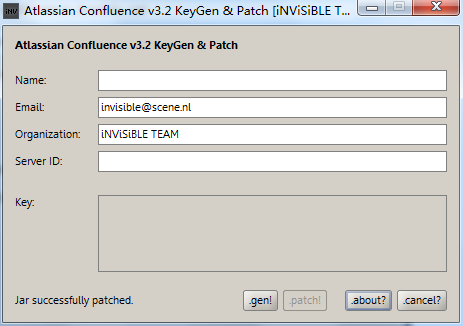 iNV Atlassian Confluence v3.2 KeyGen & Patch [iNViSiBLE T...
Atlassian Confluence v3.2 KeyGen & Patch
Name:
Email: invisible@scene.nl
Organization: iNViSiBLE TEAM
Server ID:
Key:
Jar successfully patched. .gen! .patch! .about? .cancel?